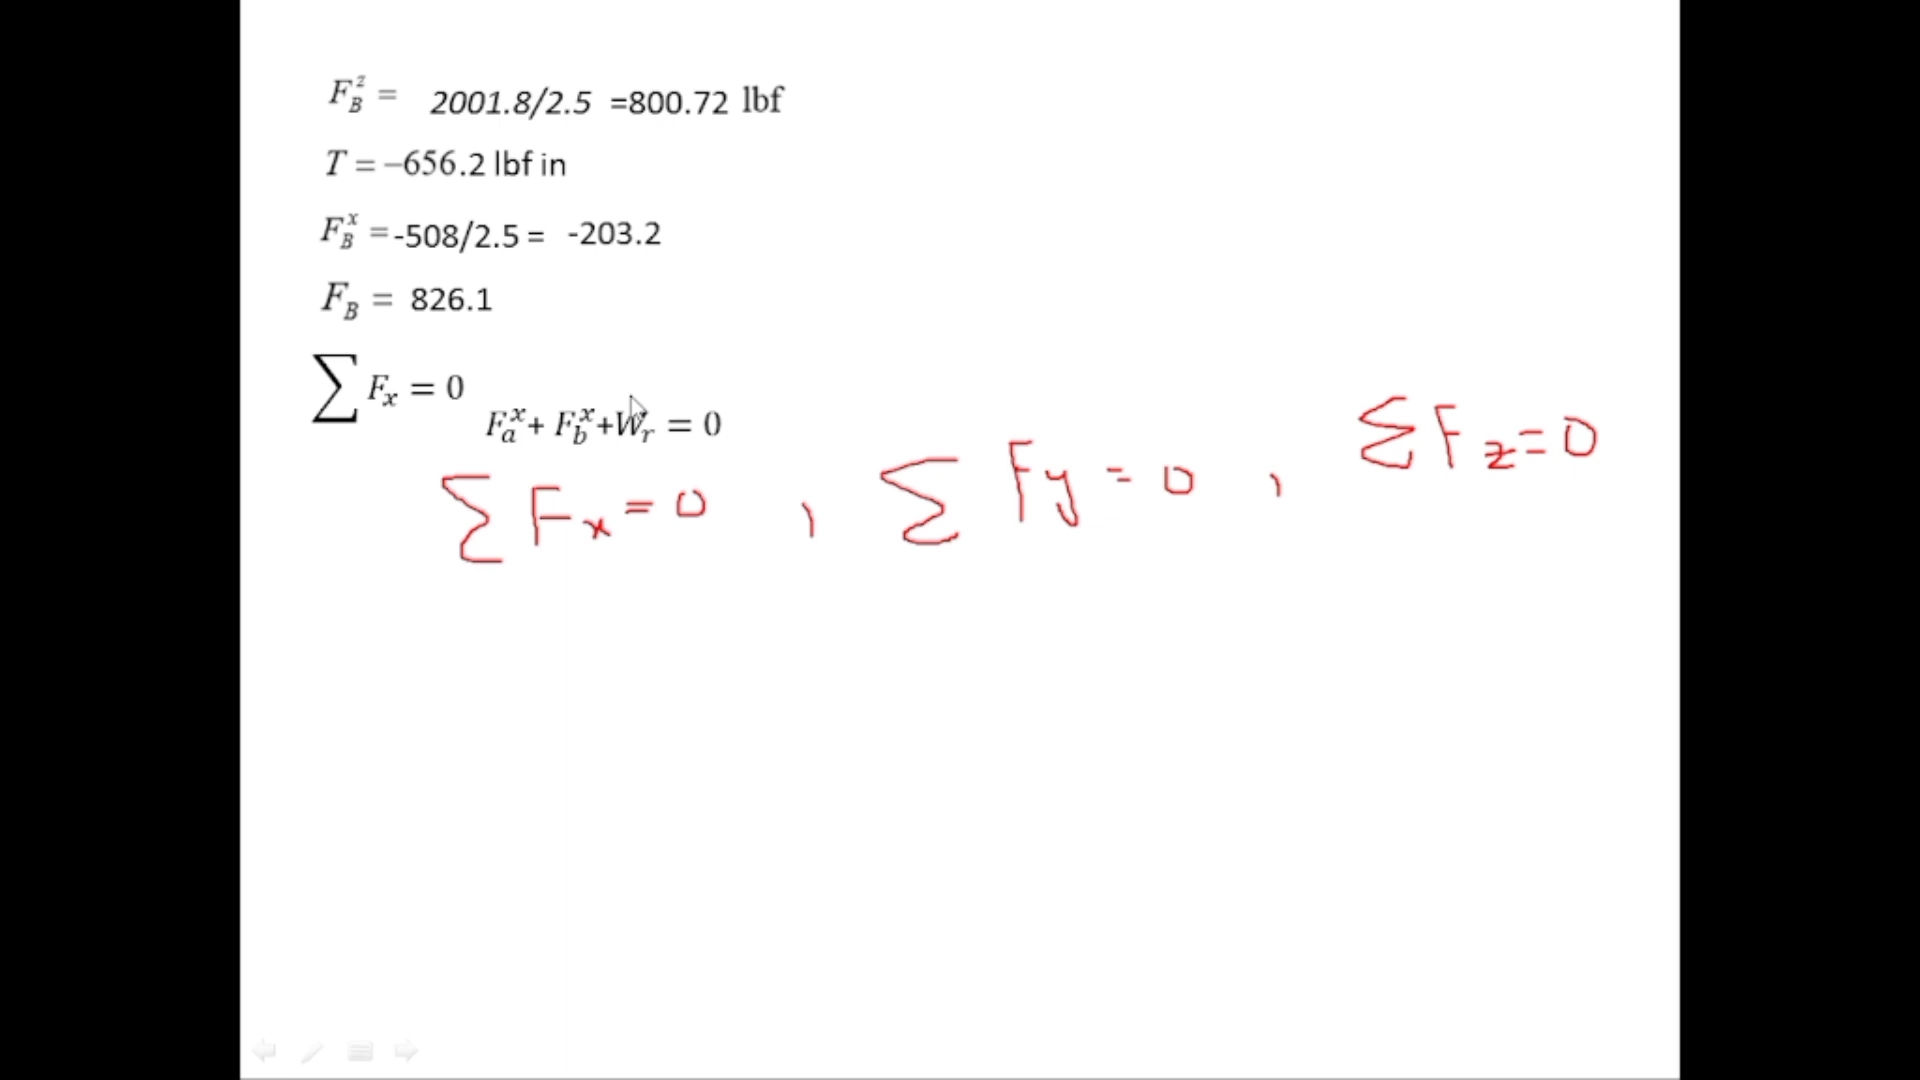 F_B^z = 2001.8/2.5 =800.72 lbf
T = −656.2 lbf in
F_B^x =-508/2.5 = -203.2
F_B = 826.1
∑ F_x = 0
F_a^x+ F_b^x+W_r = 0
∑ F_x = 0 , ∑ F_y = 0 , ∑ F_z = 0